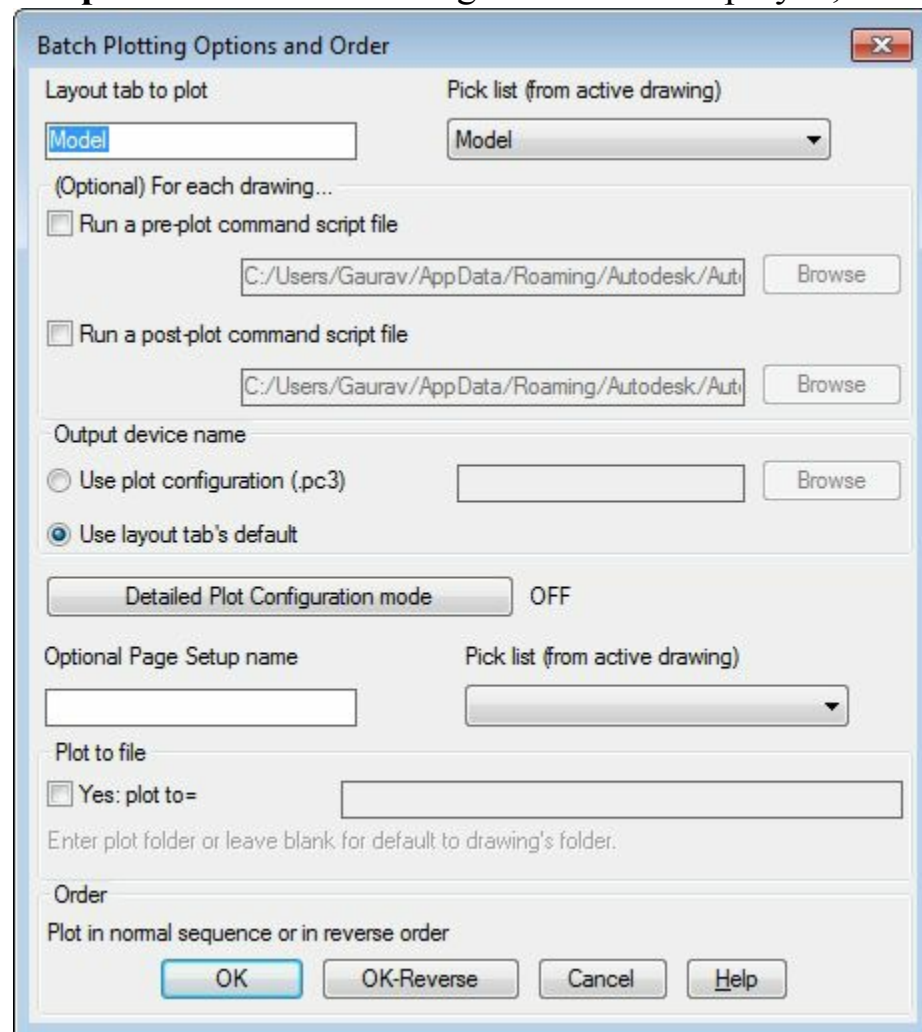 Batch Plotting Options and Order
Layout tab to plot
Pick list (from active drawing)
Model
Model
(Optional) For each drawing...
Run a pre-plot command script file
C:/Users/Gaurav/AppData/Roaming/Autodesk/Aut
Browse
Run a post-plot command script file
C:/Users/Gaurav/AppData/Roaming/Autodesk/Aut
Browse
Output device name
Use plot configuration (.pc3)
Browse
Use layout tab's default
Detailed Plot Configuration mode
OFF
Optional Page Setup name
Pick list (from active drawing)
Plot to file
Yes: plot to=
Enter plot folder or leave blank for default to drawing's folder.
Order
Plot in normal sequence or in reverse order
OK
OK-Reverse
Cancel
Help